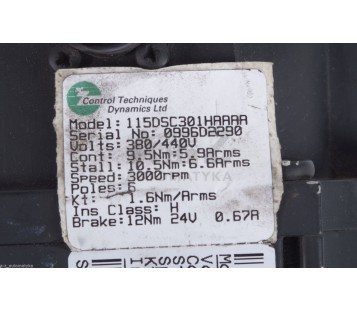 Control Techniques
Dynamics Ltd
Model: 115DSC301HAAAA
Serial No: 0996D2290
Volts: 380/440V
Cont: 9.5Nm:5.9Arms
Stall: 10.5Nm:6.6Arms
Speed: 3000rpm
Poles: 6
Kt: 1.6Nm/Arms
Ins Class: H
Brake: 12Nm 24V 0.67A